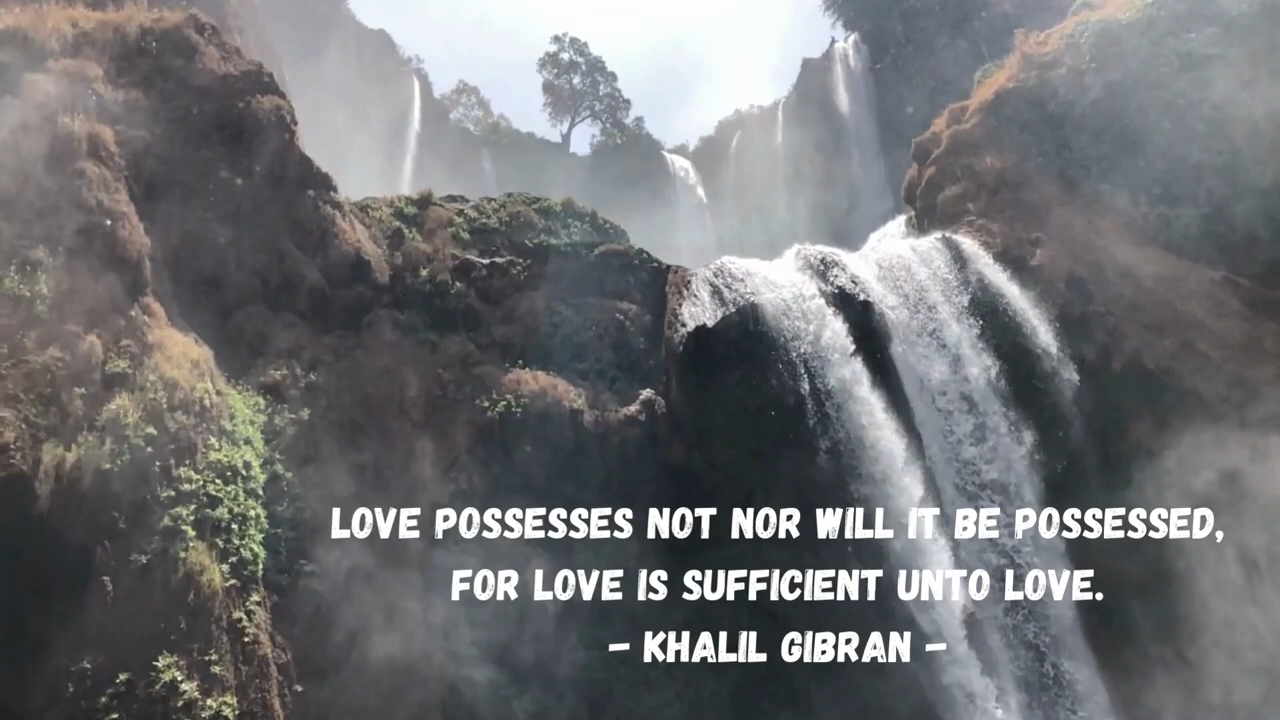 LOVE POSSESSES NOT NOR WILL IT BE POSSESSED,
FOR LOVE IS SUFFICIENT UNTO LOVE.
- KHALIL GIBRAN -